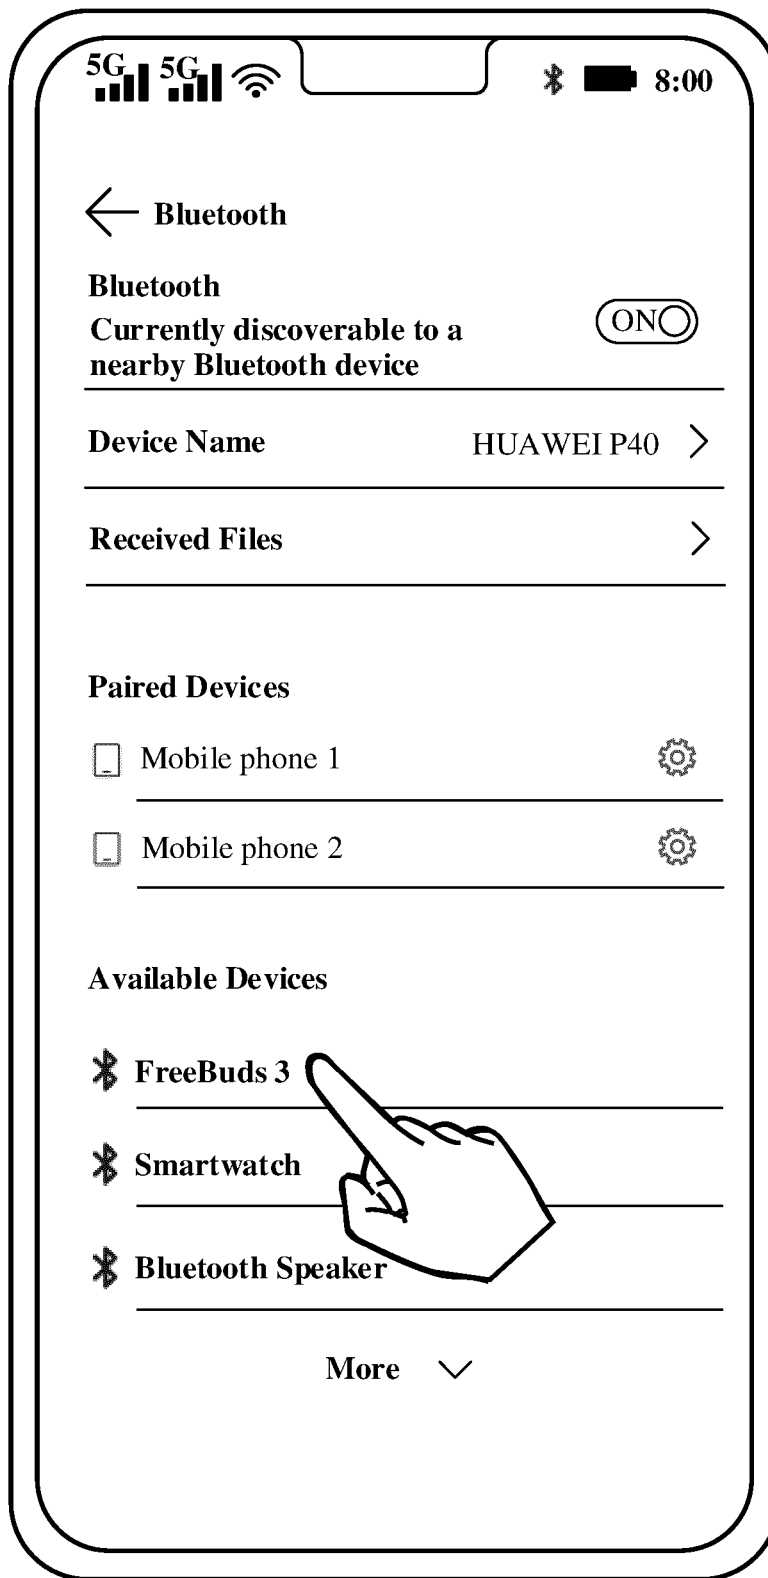 5G 5G 8:00
Bluetooth
Bluetooth
ON
Currently discoverable to a
nearby Bluetooth device
Device Name HUAWEI P40
Received Files
Paired Devices
Mobile phone 1
Mobile phone 2
Available Devices
FreeBuds 3
Smartwatch
Bluetooth Speaker
More